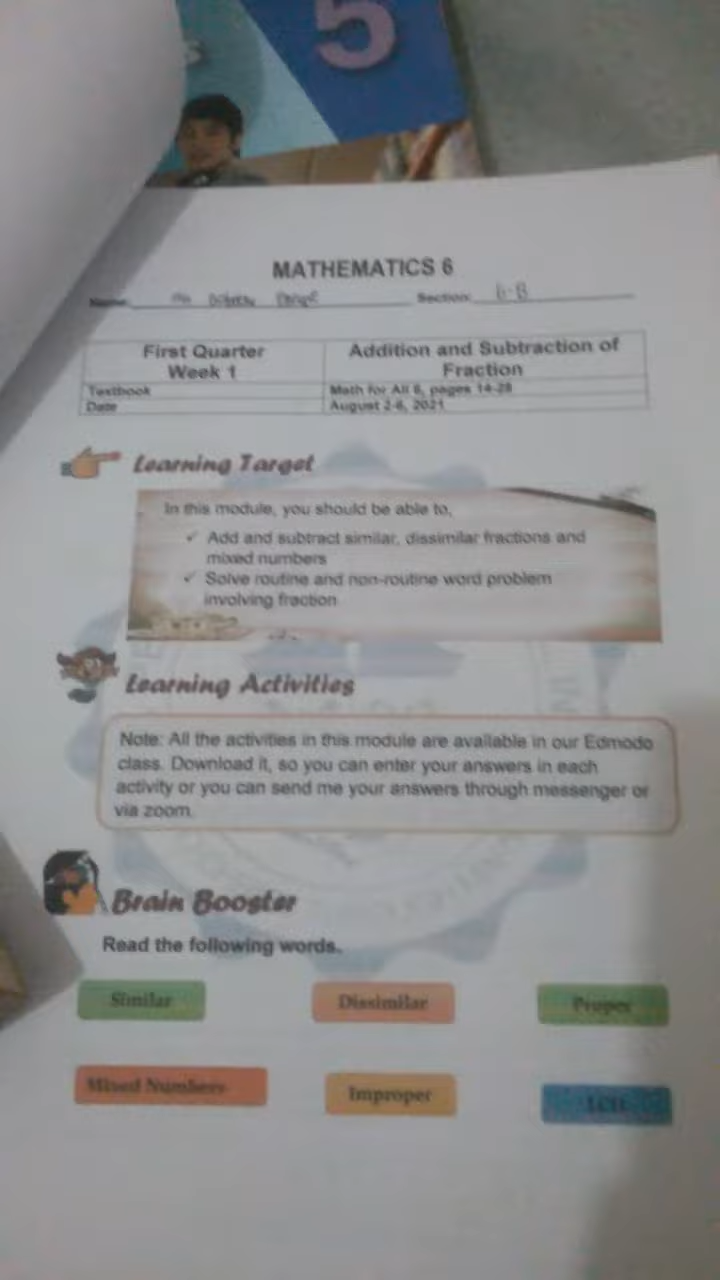 5
MATHEMATICS 6
Name: Section: 6-B
First Quarter
Week 1
Addition and Subtraction of
Fraction
Textbook
Math for All 6, pages 14-28
Date
August 2-6, 2021
Learning Target
In this module, you should be able to,
✓ Add and subtract similar, dissimilar fractions and
mixed numbers
✓ Solve routine and non-routine word problem
involving fraction
Learning Activities
Note: All the activities in this module are available in our Edmodo
class. Download it, so you can enter your answers in each
activity or you can send me your answers through messenger or
via zoom.
Brain Booster
Read the following words.
Similar Dissimilar Proper
Mixed Numbers Improper LCD